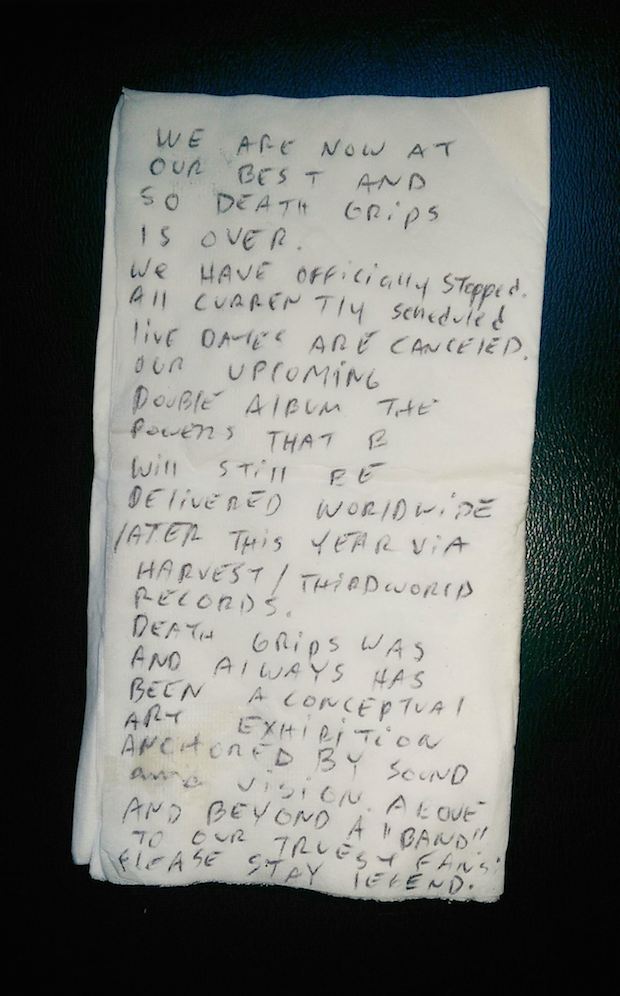 WE ARE NOW AT
OUR BEST AND
SO DEATH GRiPS
IS OVER.
We HAVE OFFiciAlly Stopped.
All CURREN TLY scheduled
live DATES ARE CANCELED.
OUR UPCOMING
DOUBLE ALBUM THE
POWERS THAT B
Will STill BE
DELIVERED WORLDWIDE
LATER THIS YEAR ViA
HARVEST/THIRDWORLD
RECORDS.
DEATH GRiPS WAS
AND ALWAYS HAS
BEEN A CONCEPTUAL
ART EXHIBITION
ANCHORED BY SOUND
and VISION. ABOVE
AND BEYOND A "BAND"
TO OUR TRUEST FANS,
PLEASE STAY LEGEND.